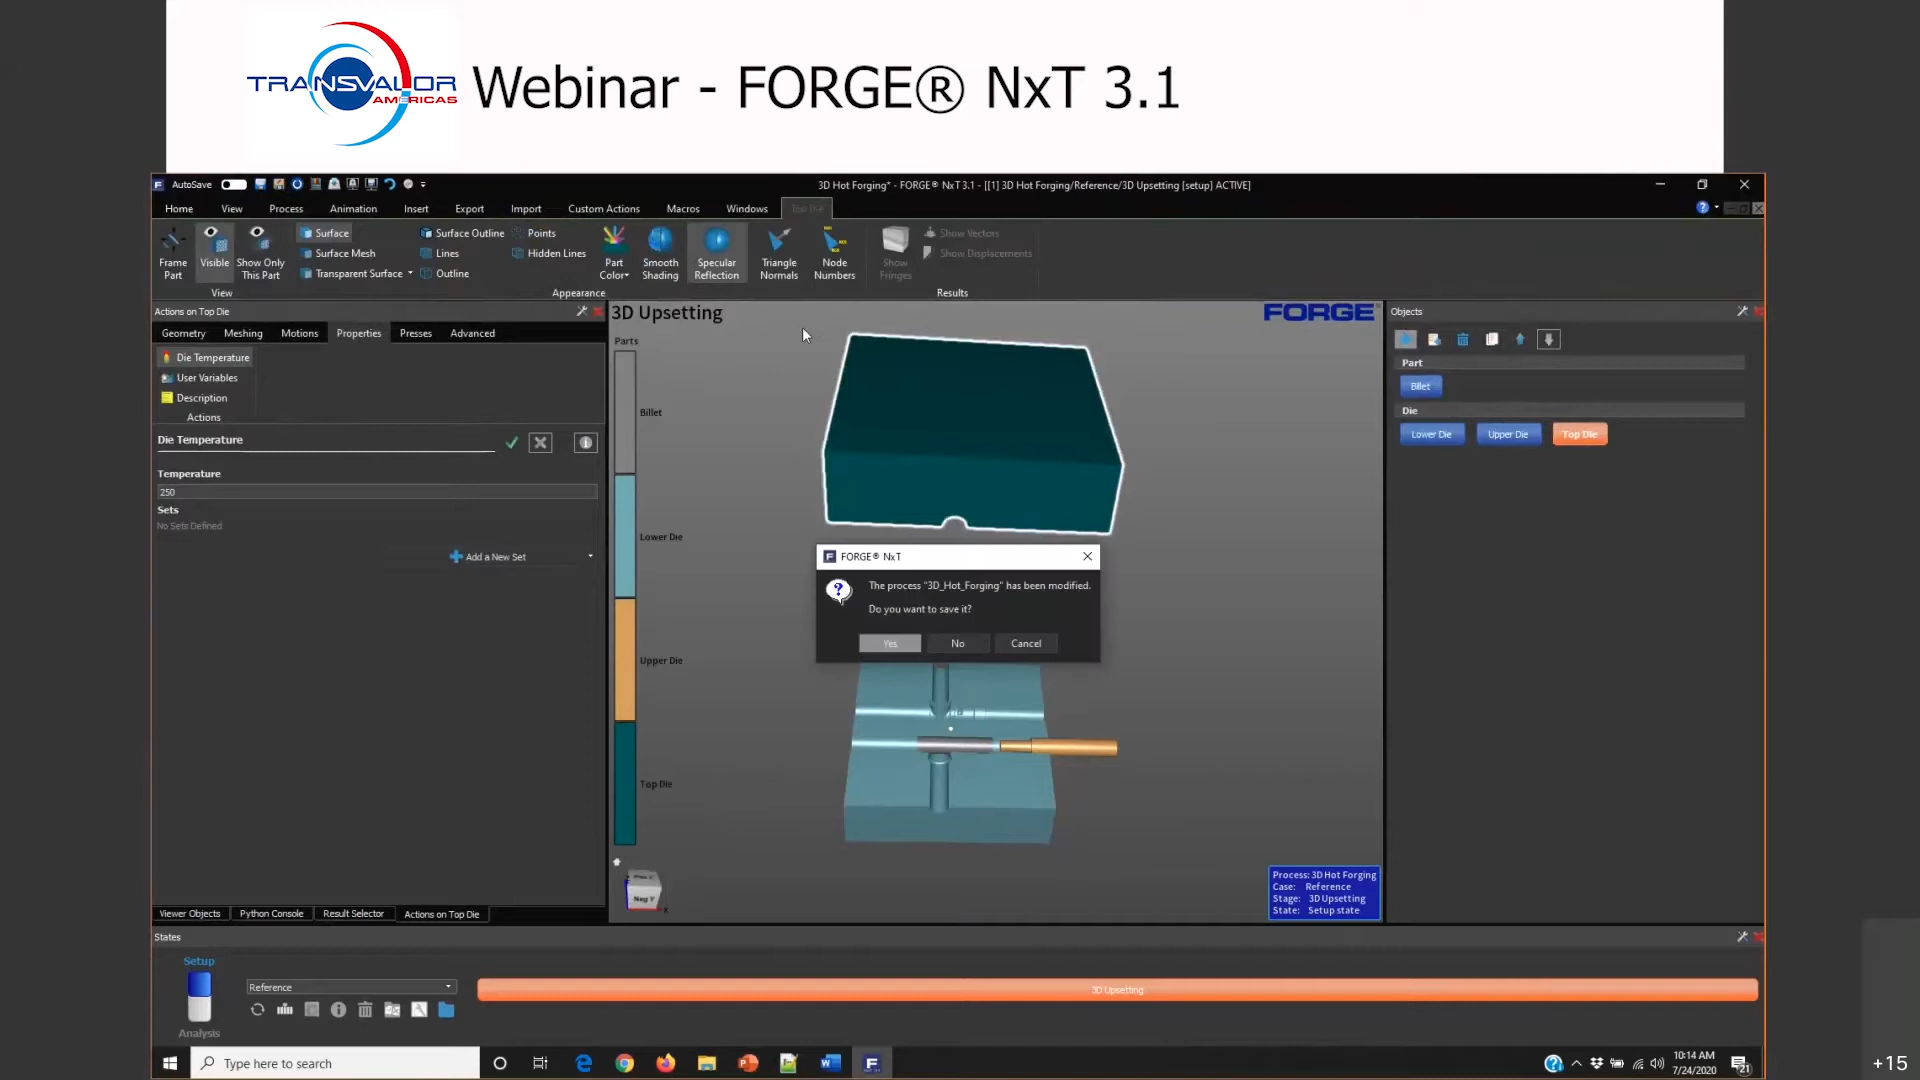 TRANSVALOR
AMERICAS
Webinar - FORGE® NxT 3.1
AutoSave
3D Hot Forging* - FORGE® NxT 3.1 - [[1] 3D Hot Forging/Reference/3D Upsetting [setup] ACTIVE]
Home View Process Animation Insert Export Import Custom Actions Macros Windows Top Die
Frame Part
Visible
Show Only This Part
Surface
Surface Mesh
Transparent Surface
Surface Outline
Lines
Outline
Points
Hidden Lines
Part Color
Smooth Shading
Specular Reflection
Triangle Normals
Node Numbers
Show Fringes
Show Vectors
Show Displacements
View Appearance Results
Actions on Top Die
Geometry Meshing Motions Properties Presses Advanced
Die Temperature
User Variables
Description
Actions
Die Temperature
Temperature
250
Sets
No Sets Defined
Add a New Set
Viewer Objects Python Console Result Selector Actions on Top Die
3D Upsetting
FORGE
Parts
Billet
Lower Die
Upper Die
Top Die
Neg Y
FORGE® NxT
The process "3D_Hot_Forging" has been modified.
Do you want to save it?
Yes No Cancel
Process: 3D Hot Forging
Case: Reference
Stage: 3D Upsetting
State: Setup state
Objects
Part
Billet
Die
Lower Die Upper Die Top Die
States
Setup
Analysis
Reference
3D Upsetting
Type here to search
10:14 AM
7/24/2020
21
+15